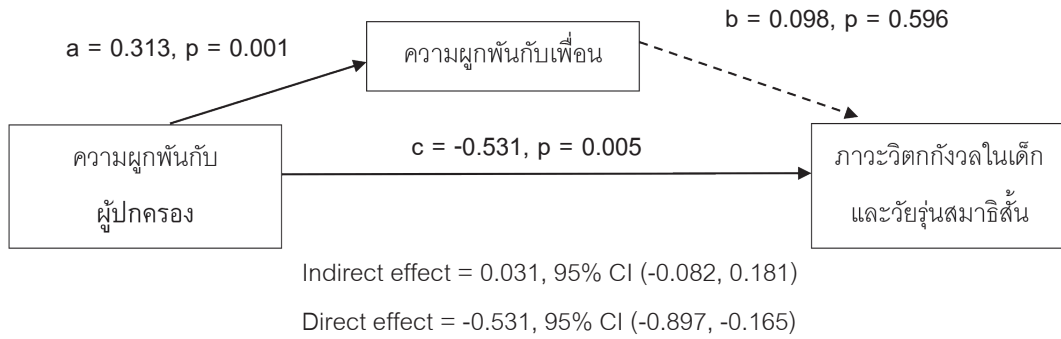 b = 0.098, p = 0.596
a = 0.313, p = 0.001
ความผูกพันกับเพื่อน
c = -0.531, p = 0.005
ความผูกพันกับ
ผู้ปกครอง
ภาวะวิตกกังวลในเด็ก
และวัยรุ่นสมาธิสั้น
Indirect effect = 0.031, 95% CI (-0.082, 0.181)
Direct effect = -0.531, 95% CI (-0.897, -0.165)